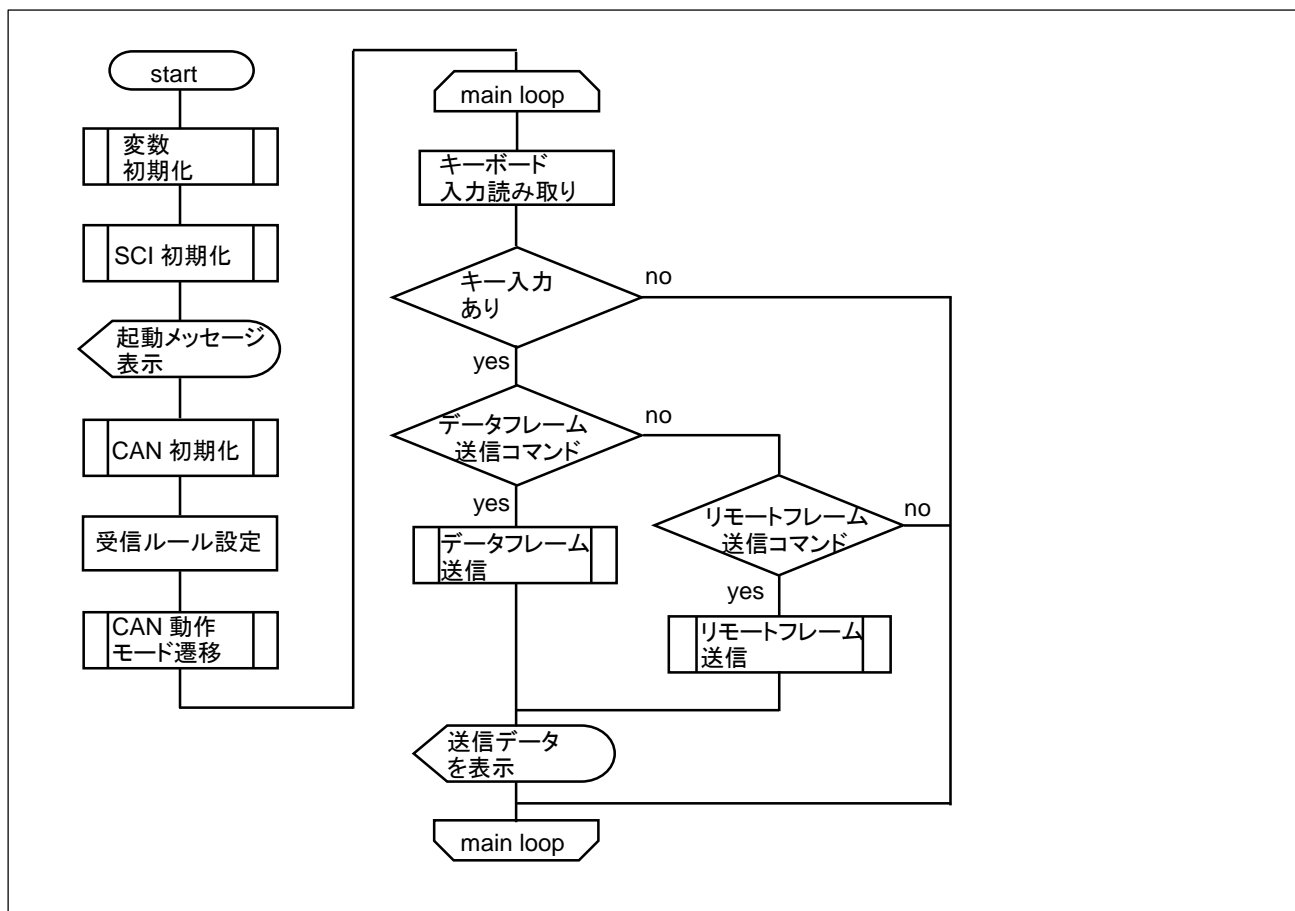 start
変数
初期化
SCI 初期化
起動メッセージ
表示
CAN 初期化
受信ルール設定
CAN 動作
モード遷移
main loop
キーボード
入力読み取り
キー入力
あり
no
yes
データフレーム
送信コマンド
no
yes
データフレーム
送信
リモートフレーム
送信コマンド
no
yes
リモートフレーム
送信
送信データ
を表示
main loop